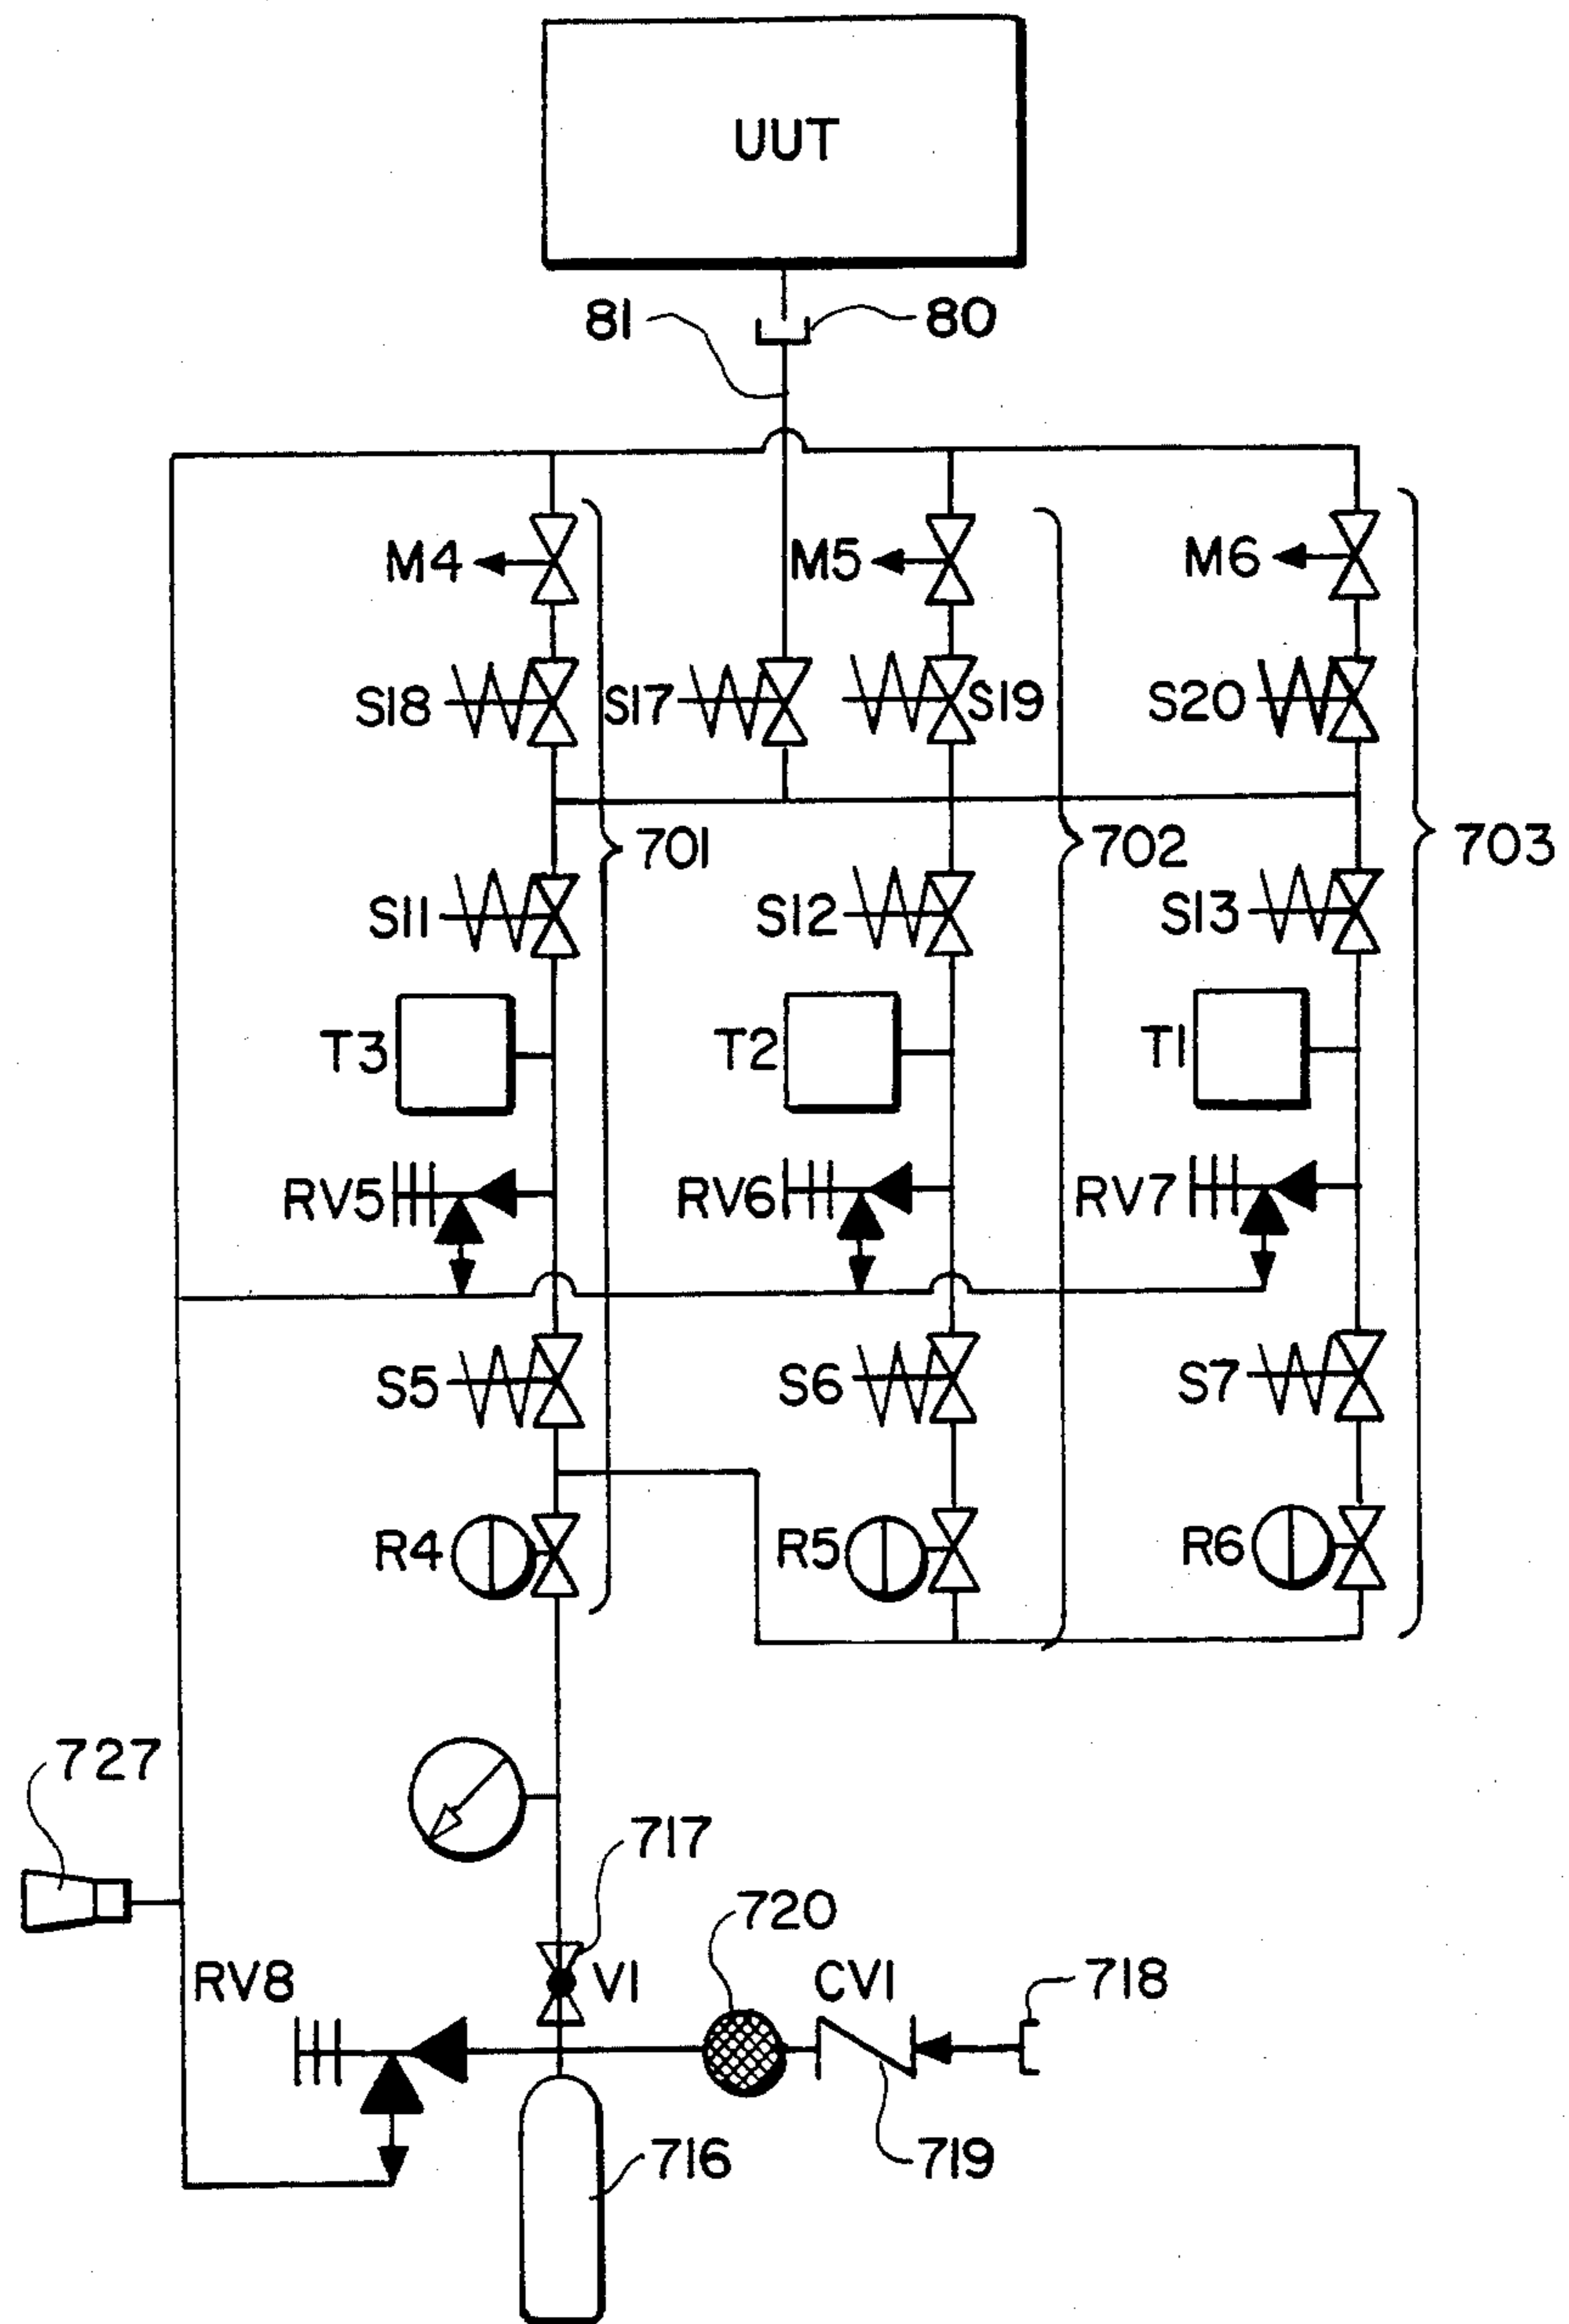 UUT
81
80
M4
M5
M6
S18
S17
S19
S20
701
702
703
S11
S12
S13
T3
T2
T1
RV5
RV6
RV7
S5
S6
S7
R4
R5
R6
727
717
720
RV8
V1
CV1
718
716
719